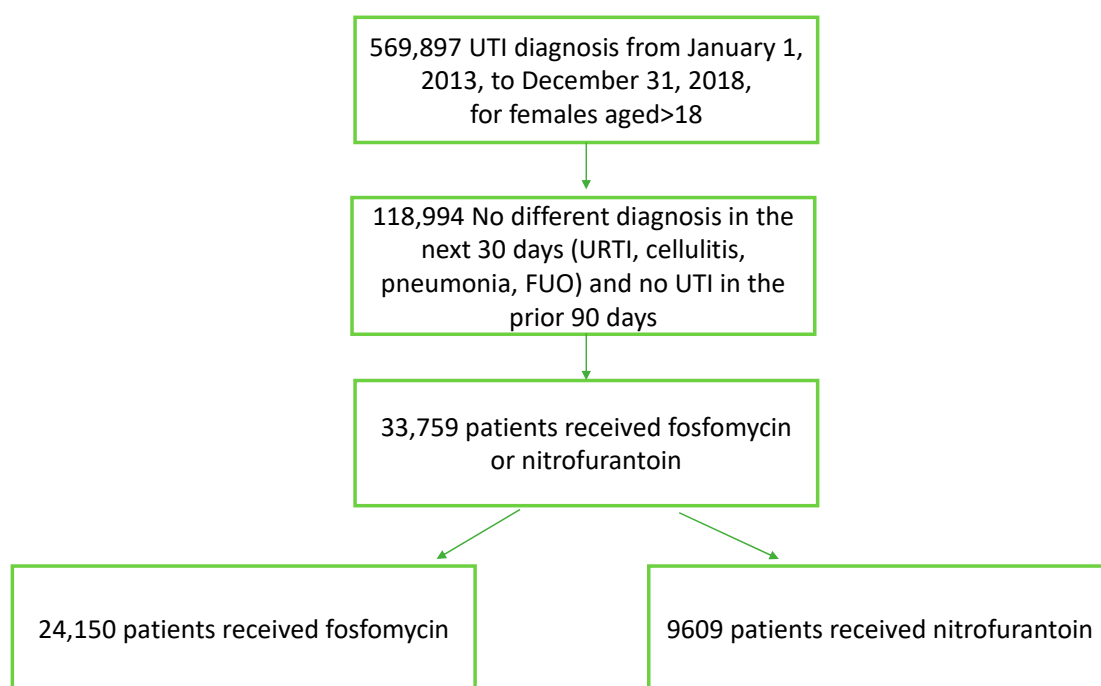 569,897 UTI diagnosis from January 1,
2013, to December 31, 2018,
for females aged>18
118,994 No different diagnosis in the
next 30 days (URTI, cellulitis,
pneumonia, FUO) and no UTI in the
prior 90 days
33,759 patients received fosfomycin
or nitrofurantoin
24,150 patients received fosfomycin
9609 patients received nitrofurantoin